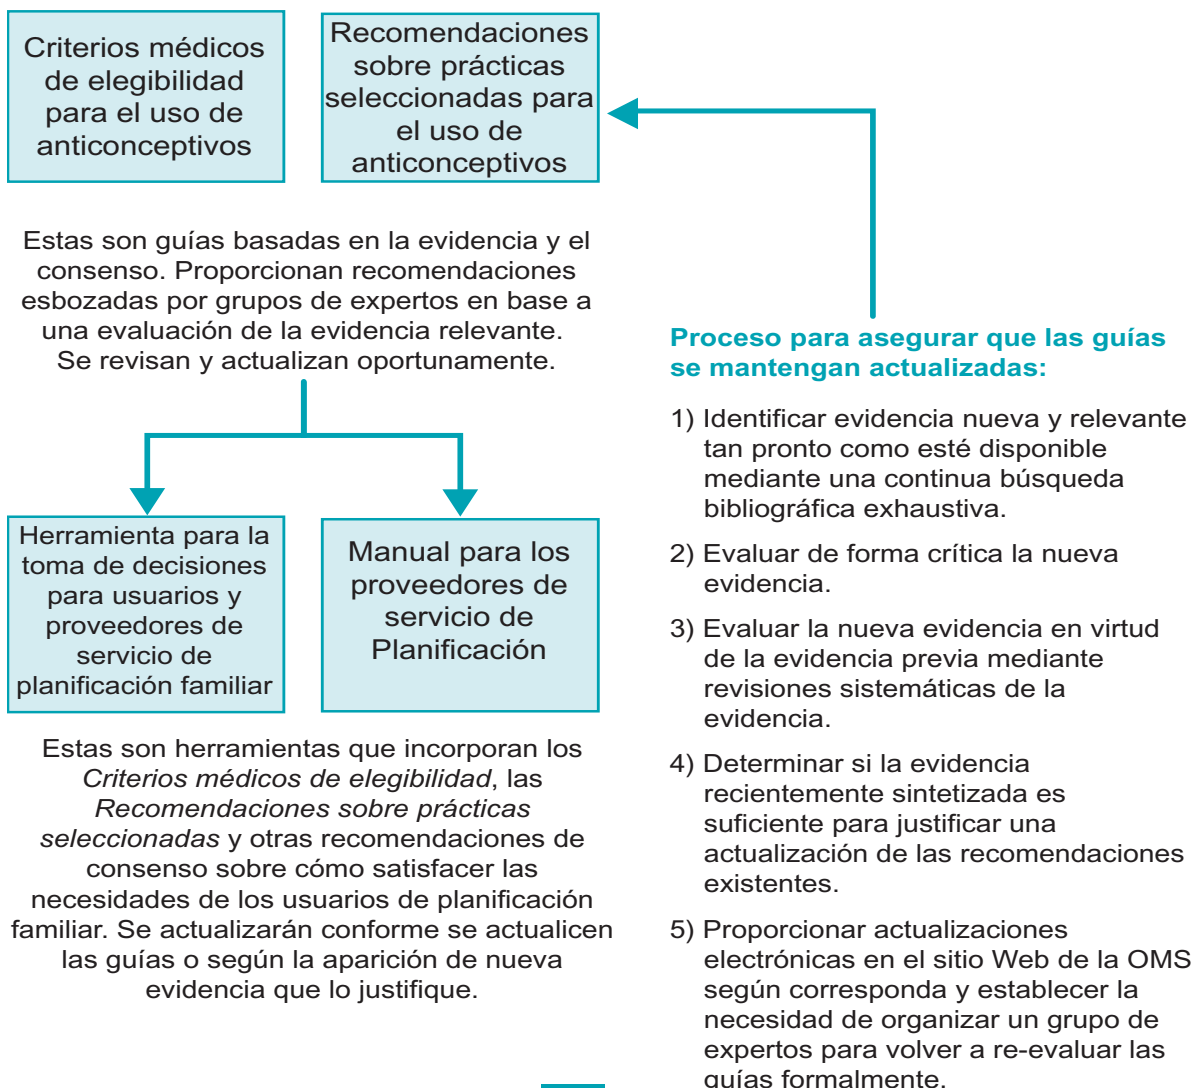 Criterios médicos
de elegibilidad
para el uso de
anticonceptivos
Recomendaciones
sobre prácticas
seleccionadas para
el uso de
anticonceptivos
Estas son guías basadas en la evidencia y el
consenso. Proporcionan recomendaciones
esbozadas por grupos de expertos en base a
una evaluación de la evidencia relevante.
Se revisan y actualizan oportunamente.
Herramienta para la
toma de decisiones
para usuarios y
proveedores de
servicio de
planificación familiar
Manual para los
proveedores de
servicio de
Planificación
Estas son herramientas que incorporan los
Criterios médicos de elegibilidad, las
Recomendaciones sobre prácticas
seleccionadas y otras recomendaciones de
consenso sobre cómo satisfacer las
necesidades de los usuarios de planificación
familiar. Se actualizarán conforme se actualicen
las guías o según la aparición de nueva
evidencia que lo justifique.
Proceso para asegurar que las guías
se mantengan actualizadas:
1) Identificar evidencia nueva y relevante
tan pronto como esté disponible
mediante una continua búsqueda
bibliográfica exhaustiva.
2) Evaluar de forma crítica la nueva
evidencia.
3) Evaluar la nueva evidencia en virtud
de la evidencia previa mediante
revisiones sistemáticas de la
evidencia.
4) Determinar si la evidencia
recientemente sintetizada es
suficiente para justificar una
actualización de las recomendaciones
existentes.
5) Proporcionar actualizaciones
electrónicas en el sitio Web de la OMS
según corresponda y establecer la
necesidad de organizar un grupo de
expertos para volver a re-evaluar las
guías formalmente.